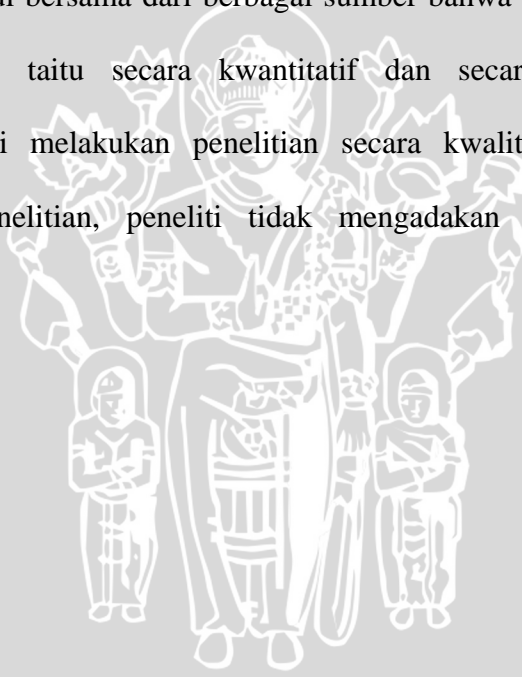 bersama dari berbagai sumber bahwa
taitu secara kwantitatif dan secar
i melakukan penelitian secara kwalit
nelitian, peneliti tidak mengadakan